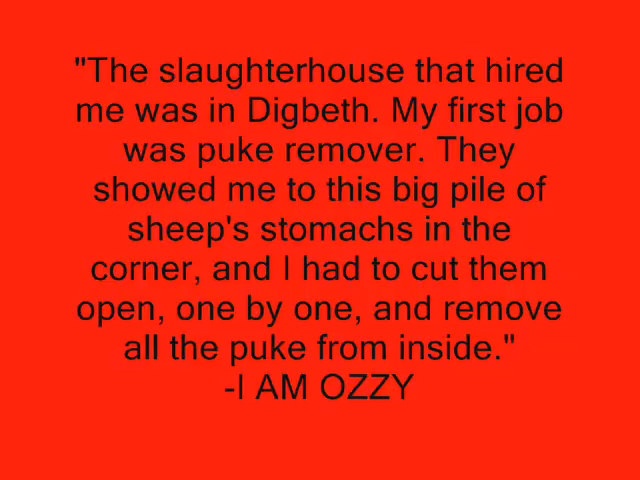 "The slaughterhouse that hired
me was in Digbeth. My first job
was puke remover. They
showed me to this big pile of
sheep's stomachs in the
corner, and I had to cut them
open, one by one, and remove
all the puke from inside."
-I AM OZZY